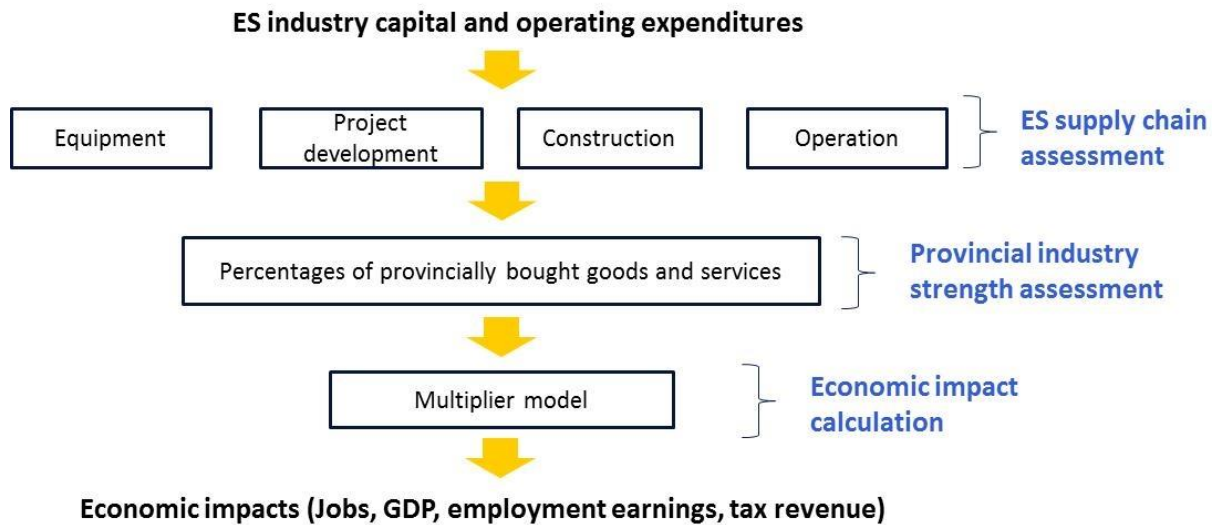 ES industry capital and operating expenditures
Equipment
Project
development
Construction
Operation
ES supply chain
assessment
Percentages of provincially bought goods and services
Provincial industry
strength assessment
Multiplier model
Economic impact
calculation
Economic impacts (Jobs, GDP, employment earnings, tax revenue)